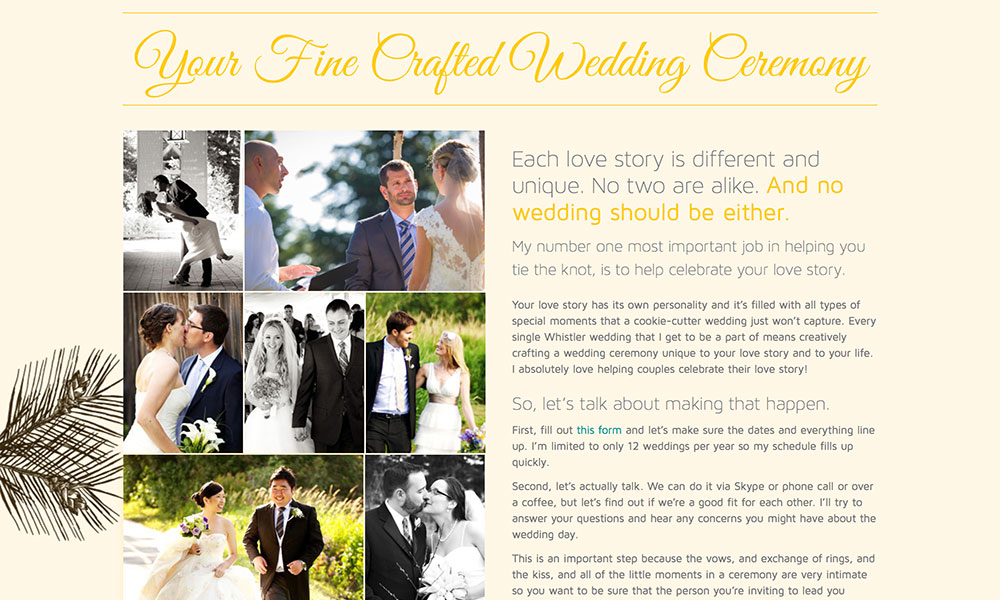 Your Fine Crafted Wedding Ceremony
Each love story is different and
unique. No two are alike. And no
wedding should be either.
My number one most important job in helping you
tie the knot, is to help celebrate your love story.
Your love story has its own personality and it's filled with all types of
special moments that a cookie-cutter wedding just won't capture. Every
single Whistler wedding that I get to be a part of means creatively
crafting a wedding ceremony unique to your love story and to your life.
I absolutely love helping couples celebrate their love story!
So, let's talk about making that happen.
First, fill out this form and let's make sure the dates and everything line
up. I'm limited to only 12 weddings per year so my schedule fills up
quickly.
Second, let's actually talk. We can do it via Skype or phone call or over
a coffee, but let's find out if we're a good fit for each other. I'll try to
answer your questions and hear any concerns you might have about the
wedding day.
This is an important step because the vows, and exchange of rings, and
the kiss, and all of the little moments in a ceremony are very intimate
so you want to be sure that the person you're inviting to lead you